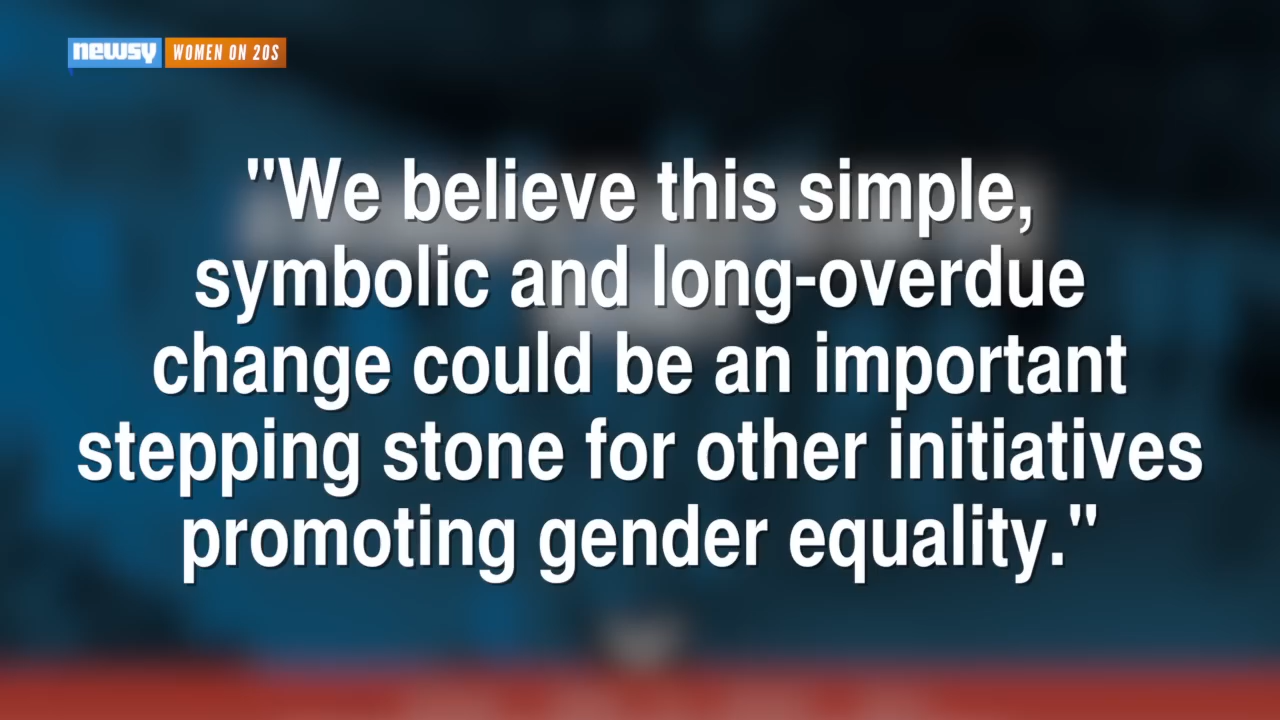 newsy WOMEN ON 20S
"We believe this simple,
symbolic and long-overdue
change could be an important
stepping stone for other initiatives
promoting gender equality."